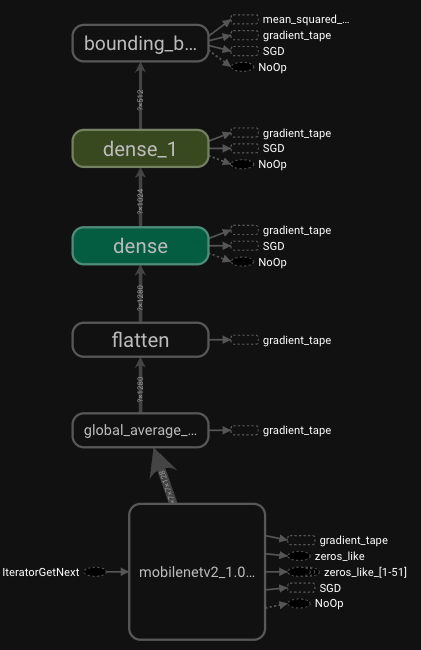 mean_squared_...
bounding_b...
gradient_tape
SGD
NoOp
?×512
dense_1
gradient_tape
SGD
NoOp
?×1024
dense
gradient_tape
SGD
NoOp
?×1280
flatten
gradient_tape
?×1280
global_average_...
gradient_tape
gradient_tape
zeros_like
IteratorGetNext
mobilenetv2_1.0...
zeros_like_[1-51]
SGD
NoOp